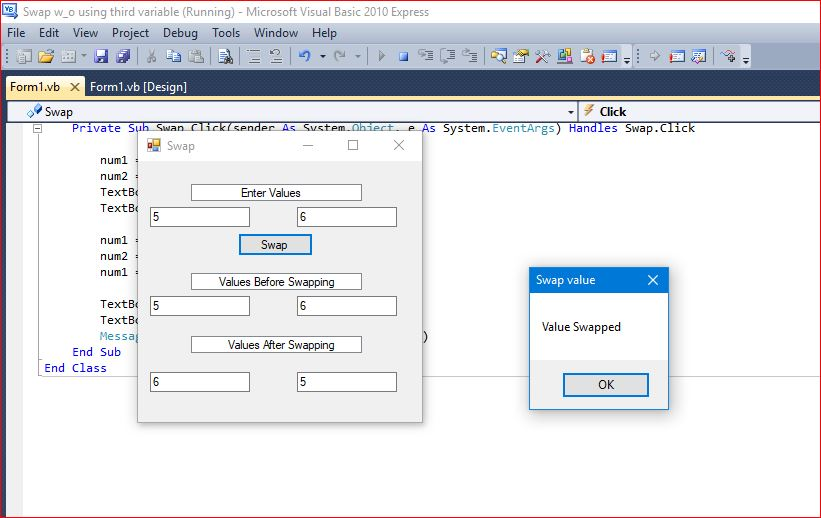 Swap w_o using third variable (Running) - Microsoft Visual Basic 2010 Express
File Edit View Project Debug Tools Window Help
Form1.vb Form1.vb [Design]
Swap Click
Private Sub Swap_Click(sender As System.Object, e As System.EventArgs) Handles Swap.Click
Swap
num1 =
num2 =
TextBo
TextBo
num1 =
num2 =
num1 =
TextBo
TextBo
Messag )
End Sub
End Class
Enter Values
5 6
Swap
Values Before Swapping
5 6
Values After Swapping
6 5
Swap value
Value Swapped
OK